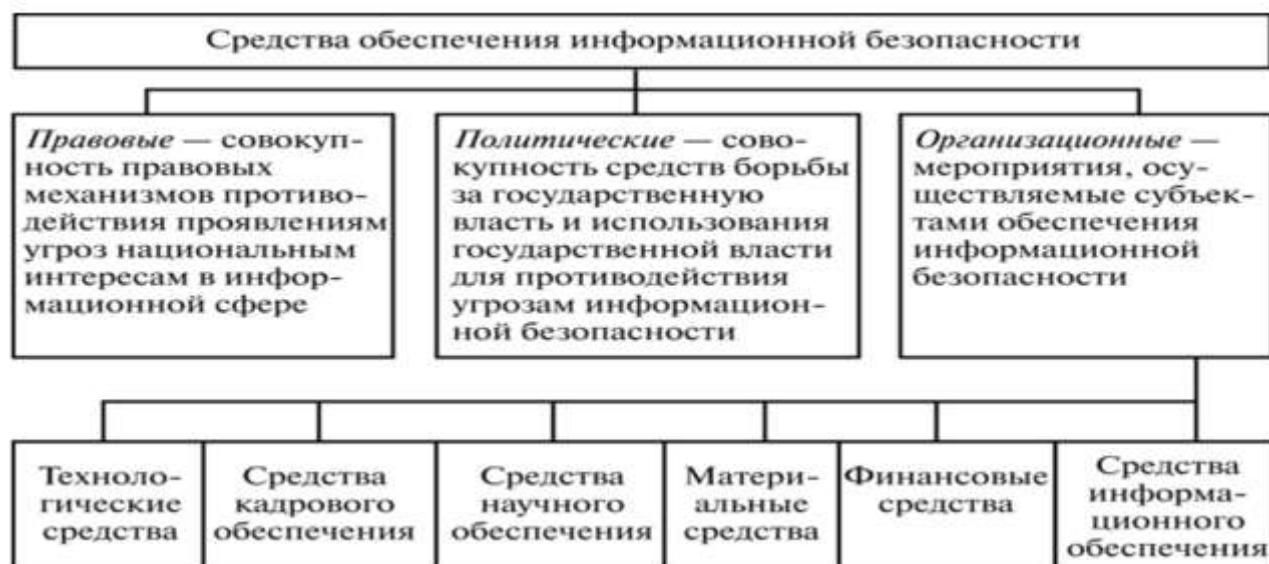 Средства обеспечения информационной безопасности
Правовые — совокуп-
ность правовых
механизмов противо-
действия проявлениям
угроз национальным
интересам в инфор-
мационной сфере
Политические — сово-
купность средств борьбы
за государственную
власть и использования
государственной власти
для противодействия
угрозам информацион-
ной безопасности
Организационные —
мероприятия, осу-
ществляемые субъек-
тами обеспечения
информационной
безопасности
Техноло-
гические
средства
Средства
кадрового
обеспечения
Средства
научного
обеспечения
Матери-
альные
средства
Финансовые
средства
Средства
информа-
ционного
обеспечения